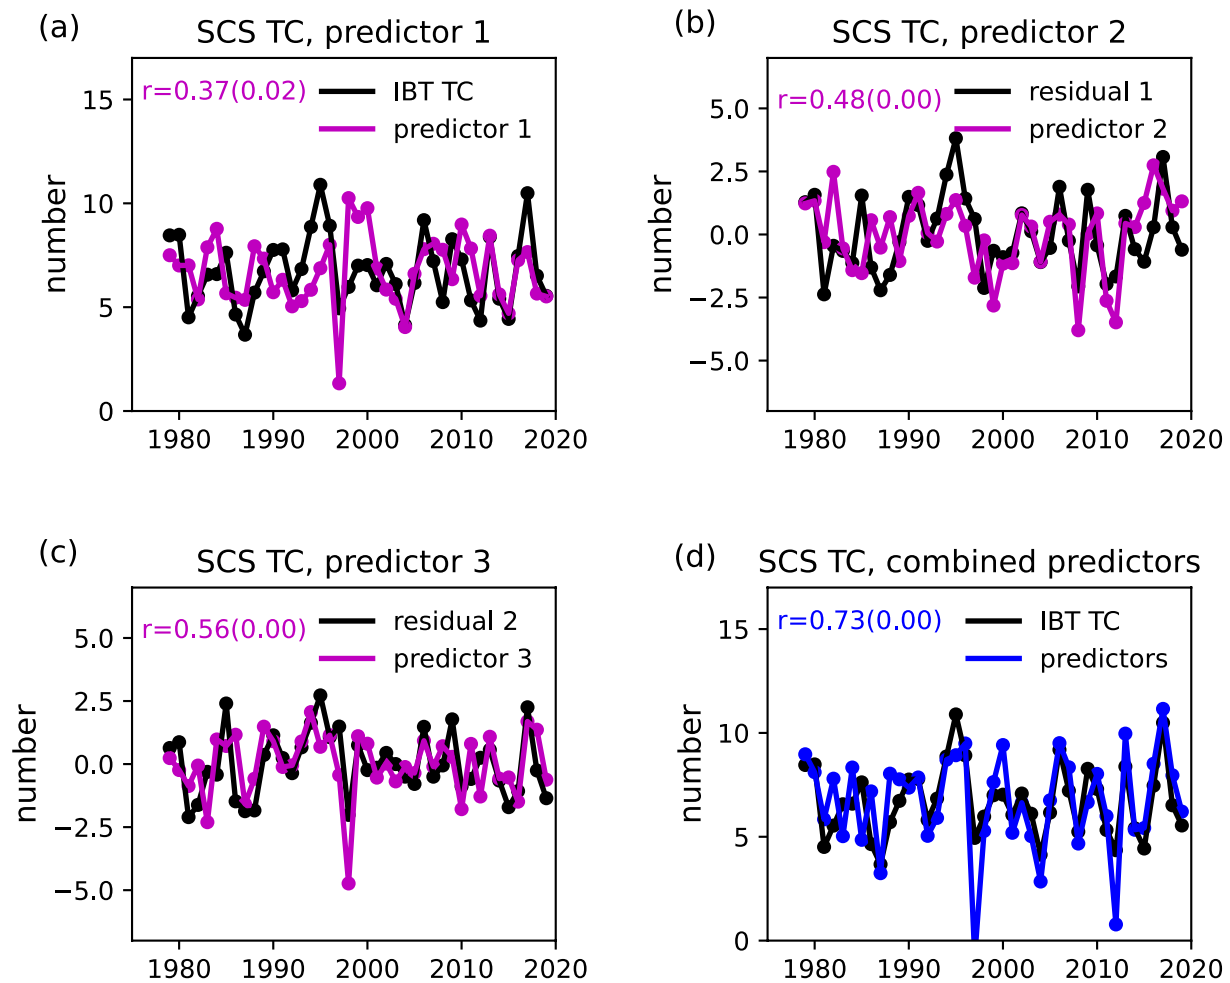 (a)
SCS TC, predictor 1
r=0.37(0.02)
IBT TC
predictor 1
number
15
10
5
0
1980 1990 2000 2010 2020
(b)
SCS TC, predictor 2
r=0.48(0.00)
residual 1
predictor 2
number
5.0
2.5
0.0
−2.5
−5.0
1980 1990 2000 2010 2020
(c)
SCS TC, predictor 3
r=0.56(0.00)
residual 2
predictor 3
number
5.0
2.5
0.0
−2.5
−5.0
1980 1990 2000 2010 2020
(d)
SCS TC, combined predictors
r=0.73(0.00)
IBT TC
predictors
number
15
10
5
0
1980 1990 2000 2010 2020